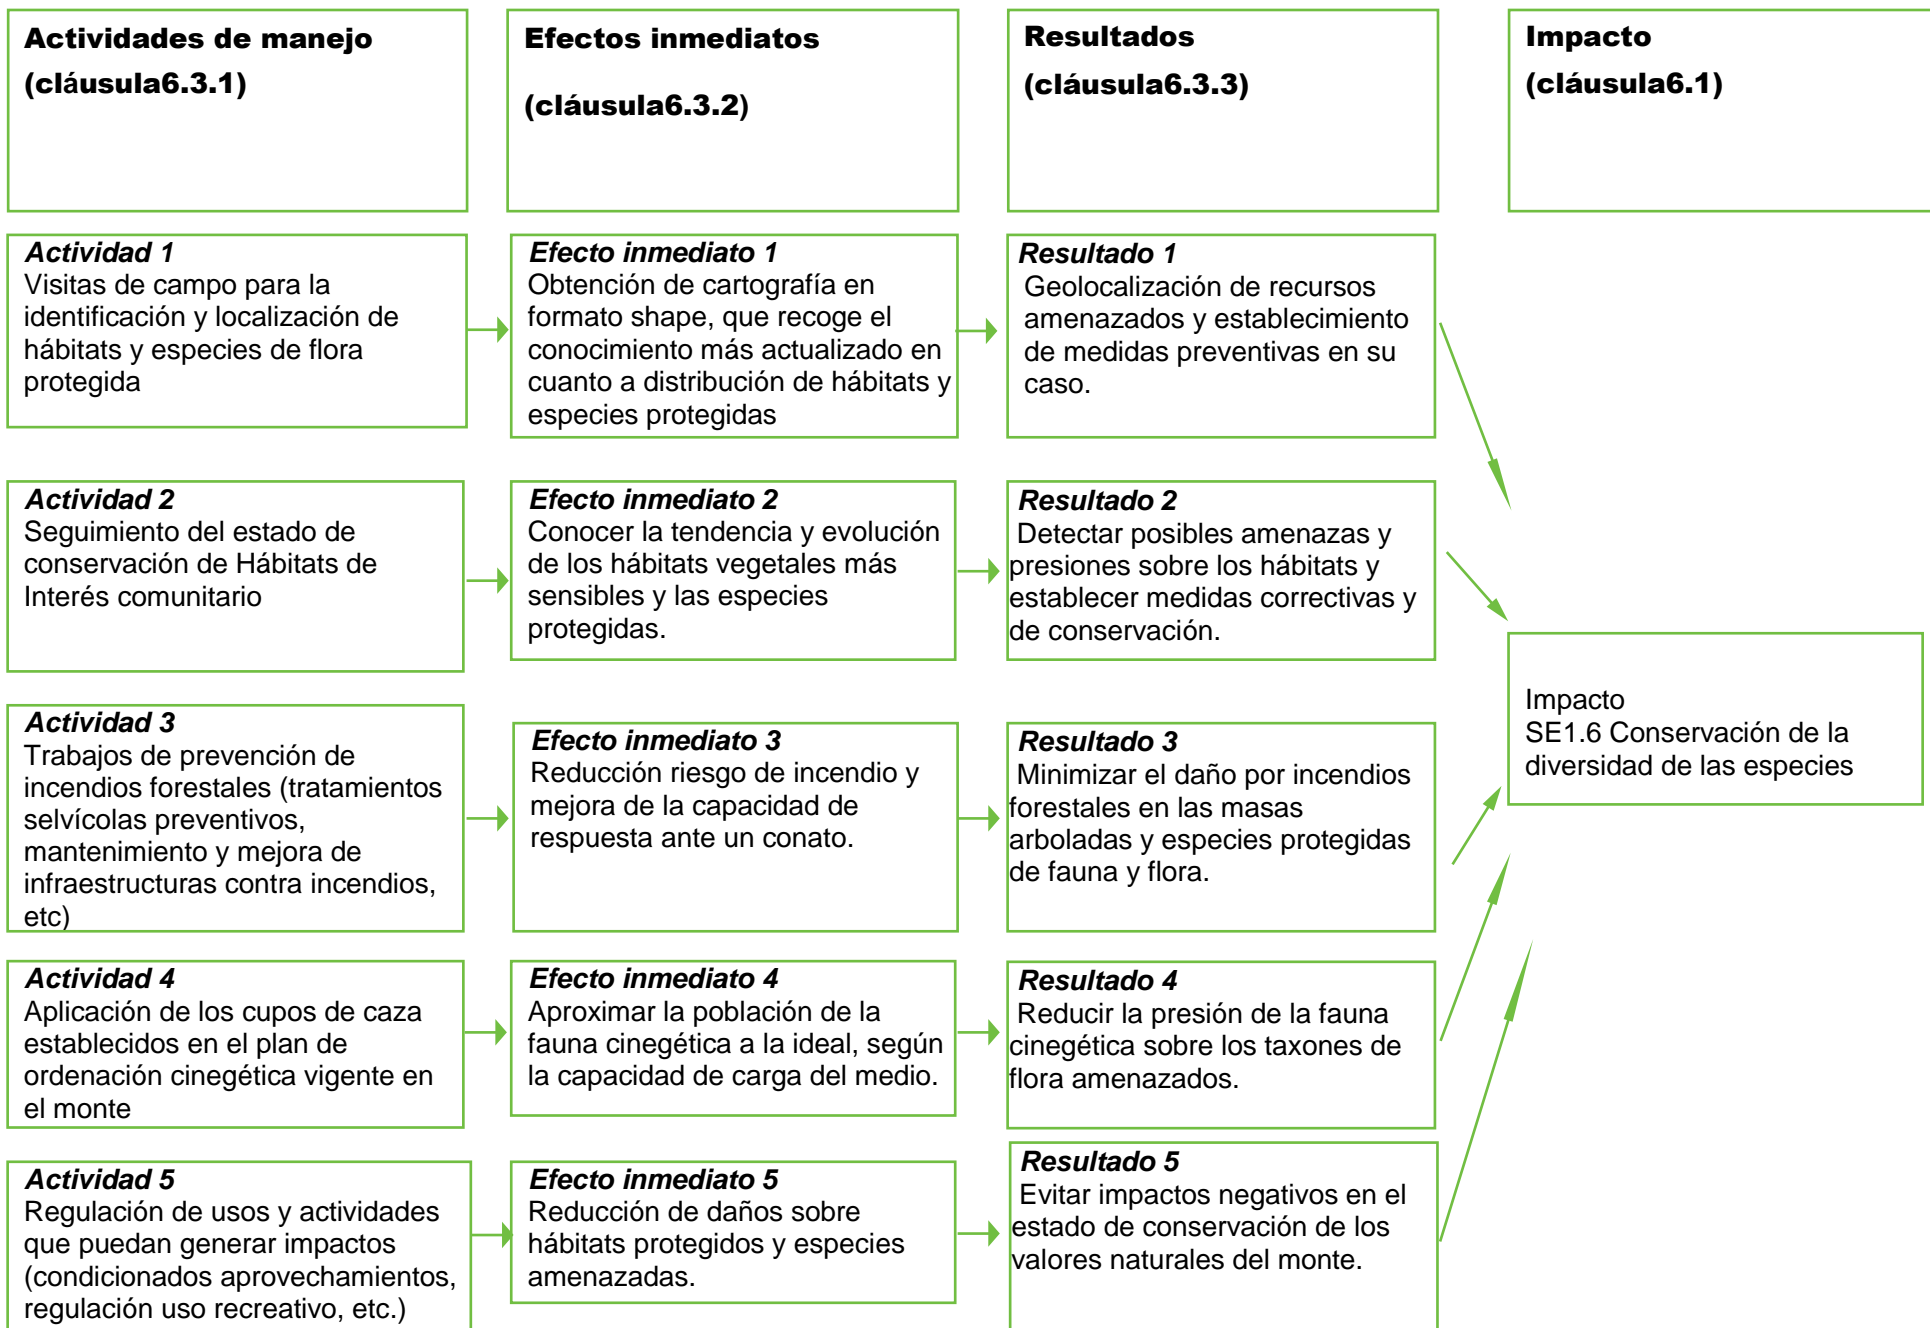 Actividades de manejo
(cláusula6.3.1)
Efectos inmediatos
(cláusula6.3.2)
Resultados
(cláusula6.3.3)
Impacto
(cláusula6.1)
Actividad 1
Visitas de campo para la
identificación y localización de
hábitats y especies de flora
protegida
Efecto inmediato 1
Obtención de cartografía en
formato shape, que recoge el
conocimiento más actualizado en
cuanto a distribución de hábitats y
especies protegidas
Resultado 1
Geolocalización de recursos
amenazados y establecimiento
de medidas preventivas en su
caso.
Actividad 2
Seguimiento del estado de
conservación de Hábitats de
Interés comunitario
Efecto inmediato 2
Conocer la tendencia y evolución
de los hábitats vegetales más
sensibles y las especies
protegidas.
Resultado 2
Detectar posibles amenazas y
presiones sobre los hábitats y
establecer medidas correctivas y
de conservación.
Impacto
SE1.6 Conservación de la
diversidad de las especies
Actividad 3
Trabajos de prevención de
incendios forestales (tratamientos
selvícolas preventivos,
mantenimiento y mejora de
infraestructuras contra incendios,
etc)
Efecto inmediato 3
Reducción riesgo de incendio y
mejora de la capacidad de
respuesta ante un conato.
Resultado 3
Minimizar el daño por incendios
forestales en las masas
arboladas y especies protegidas
de fauna y flora.
Actividad 4
Aplicación de los cupos de caza
establecidos en el plan de
ordenación cinegética vigente en
el monte
Efecto inmediato 4
Aproximar la población de la
fauna cinegética a la ideal, según
la capacidad de carga del medio.
Resultado 4
Reducir la presión de la fauna
cinegética sobre los taxones de
flora amenazados.
Actividad 5
Regulación de usos y actividades
que puedan generar impactos
(condicionados aprovechamientos,
regulación uso recreativo, etc.)
Efecto inmediato 5
Reducción de daños sobre
hábitats protegidos y especies
amenazadas.
Resultado 5
Evitar impactos negativos en el
estado de conservación de los
valores naturales del monte.